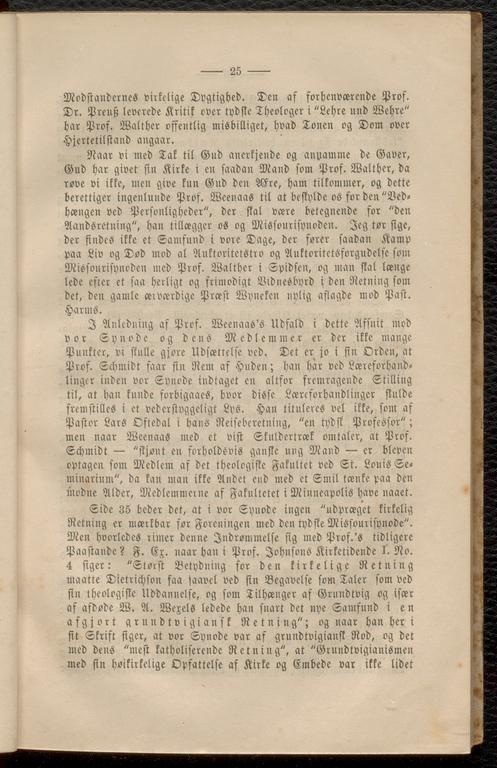 — 25 —
Modstandernes virkelige Dygtighed. Den af forhenværende Prof.
Dr. Preuß leverede Kritik over tydske Theologer i "Lehre und Wehre"
har Prof. Walther offentlig misbilliget, hvad Tonen og Dom over
Hjertetilstand angaar.
Naar vi med Tak til Gud anerkjende og anpamme de Gaver,
Gud har givet sin Kirke i en saadan Mand som Prof. Walther, da
røve vi ikke, men give kun Gud den Ære, ham tilkommer, og dette
berettiger ingenlunde Prof. Weenaas til at beskylde os for den "Ved-
hængen ved Personligheder", der skal være betegnende for "den
Aandsretning", han tillægger os og Missourisynoden. Jeg tør sige,
der findes ikke et Samfund i vore Dage, der fører saadan Kamp
paa Liv og Død mod al Auktoritetstro og Auktoritetsforgudelse som
Missourisynoden med Prof. Walther i Spidsen, og man skal længe
lede efter et saa herligt og frimodigt Vidnesbyrd i den Retning som
det, den gamle ærværdige Præst Wyneken nylig aflagde mod Past.
Harms.
I Anledning af Prof. Weenaas's Udfald i dette Afsnit mod
vor Synode og dens Medlemmer er der ikke mange
Punkter, vi skulle gjøre Udsættelse ved. Det er jo i sin Orden, at
Prof. Schmidt faar sin Rem af Huden; han har ved Læreforhand-
linger inden vor Synode indtaget en altfor fremragende Stilling
til, at han kunde forbigaaes, hvor disse Læreforhandlinger skulde
fremstilles i et vederstyggeligt Lys. Han tituleres vel ikke, som af
Pastor Lars Oftedal i hans Reiseberetning, "en tydsk Professor";
men naar Weenaas med et vist Skuldertræk omtaler, at Prof.
Schmidt — "skjønt en forholdsvis ganske ung Mand — er bleven
optagen som Medlem af det theologiske Fakultet ved St. Louis Se-
minarium", da kan man ikke Andet end med et Smil tænke paa den
modne Alder, Medlemmerne af Fakultetet i Minneapolis have naaet.
Side 35 heder det, at i vor Synode ingen "udpræget kirkelig
Retning er mærkbar før Foreningen med den tydske Missourisynode".
Men hvorledes rimer denne Indrømmelse sig med Prof.'s tidligere
Paastande? F. Ex. naar han i Prof. Johnsons Kirketidende I. No.
4 siger: "Størst Betydning for den kirkelige Retning
maatte Dietrichson faa saavel ved sin Begavelse som Taler som ved
sin theologiske Uddannelse, og som Tilhænger af Grundtvig og især
af afdøde W. A. Wexels ledede han snart det nye Samfund i en
afgjort grundtvigiansk Retning"; og naar han her i
sit Skrift siger, at vor Synode var af grundtvigiansk Rod, og det
med dens "mest katholiserende Retning", at "Grundtvigianismen
med sin høikirkelige Opfattelse af Kirke og Embede var ikke lidet